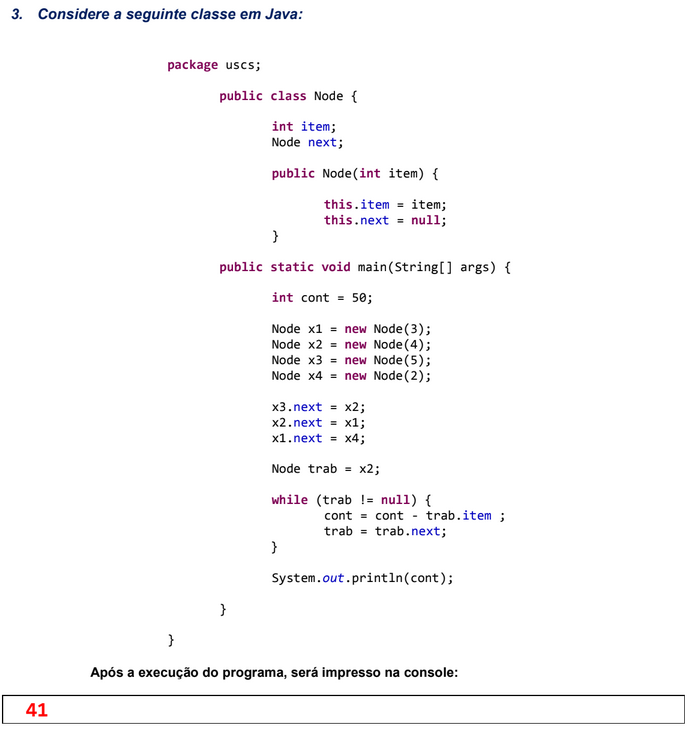 3. Considere a seguinte classe em Java:
package uscs;
public class Node {
int item;
Node next;
public Node(int item) {
this.item = item;
this.next = null;
}
public static void main(String[] args) {
int cont = 50;
Node x1 = new Node(3);
Node x2 = new Node(4);
Node x3 = new Node(5);
Node x4 = new Node(2);
x3.next = x2;
x2.next = x1;
x1.next = x4;
Node trab = x2;
while (trab != null) {
cont = cont - trab.item ;
trab = trab.next;
}
System.out.println(cont);
}
}
Após a execução do programa, será impresso na console:
41